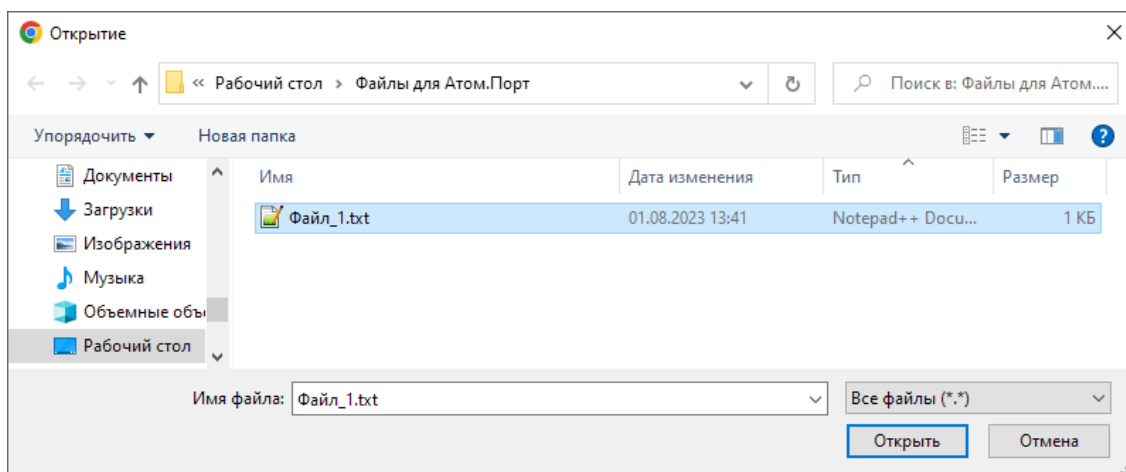 Открытие
« Рабочий стол › Файлы для Атом.Порт
Поиск в: Файлы для Атом....
Упорядочить Новая папка
Документы
Загрузки
Изображения
Музыка
Объемные объ
Рабочий стол
Имя Дата изменения Тип Размер
Файл_1.txt 01.08.2023 13:41 Notepad++ Docu... 1 КБ
Имя файла: Файл_1.txt Все файлы (*.*)
Открыть Отмена